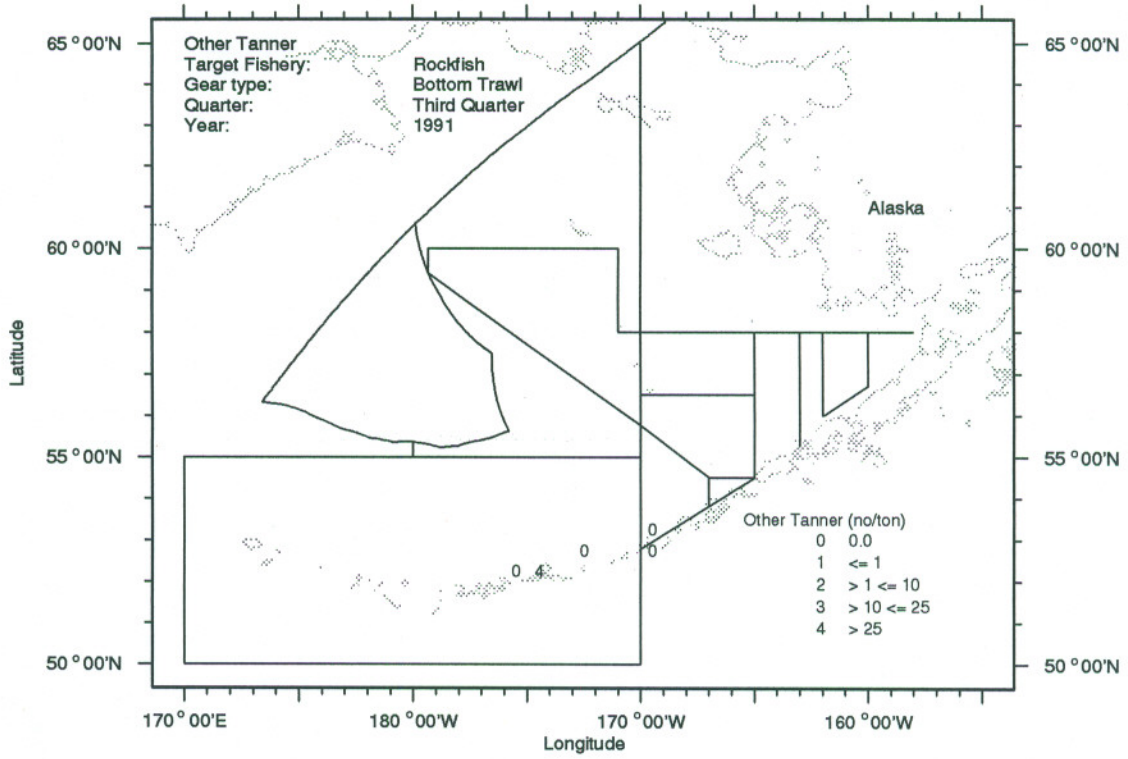 65°00'N
65°00'N
Other Tanner
Target Fishery: Rockfish
Gear type: Bottom Trawl
Quarter: Third Quarter
Year: 1991
Alaska
60°00'N
60°00'N
Latitude
55°00'N
55°00'N
Other Tanner (no/ton)
0 0.0
1 <= 1
2 > 1 <= 10
3 > 10 <= 25
4 > 25
0
0
0
0 4
50°00'N
50°00'N
170°00'E
180°00'W
170°00'W
160°00'W
Longitude